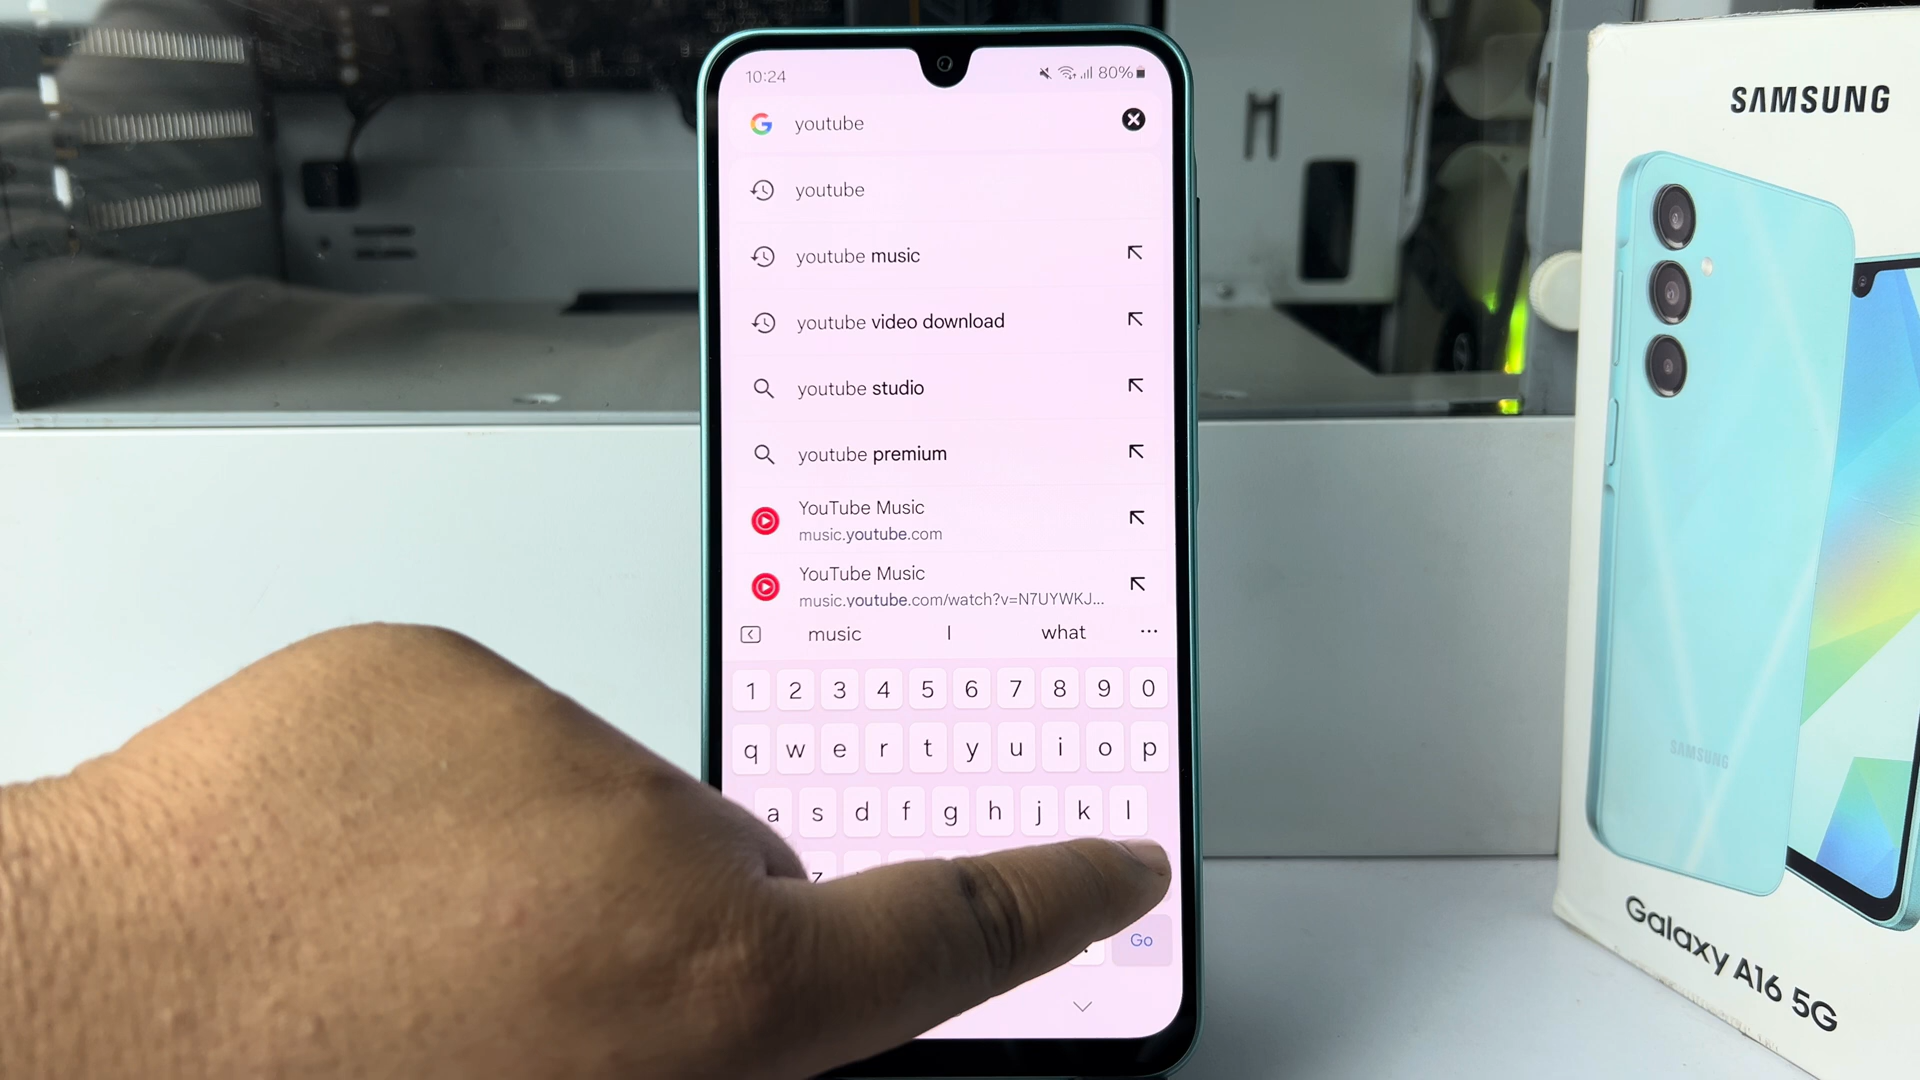 10:24
80%
youtube
youtube
youtube music
youtube video download
youtube studio
youtube premium
YouTube Music
music.youtube.com
YouTube Music
music.youtube.com/watch?v=N7UYWKJ...
music I what ...
1 2 3 4 5 6 7 8 9 0
q w e r t y u i o p
a s d f g h j k l
z
. Go
SAMSUNG
SAMSUNG
Galaxy A16 5G